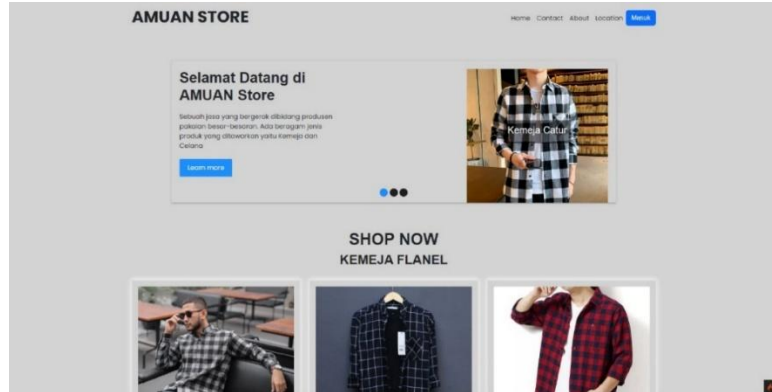 AMUAN STORE
Home Contact About Location Masuk
Selamat Datang di
AMUAN Store
Sebuah jasa yang bergerak dibidang produsen
pakaian besar-besaran. Ada beragam jenis
produk yang ditawarkan yaitu Kemeja dan
Celana
Learn more
Kemeja Catur
SHOP NOW
KEMEJA FLANEL